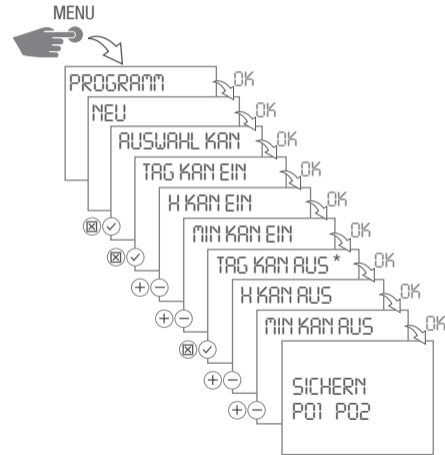 MENU
PROGRAMM
OK
NEU
OK
AUSWAHL KAN
OK
TAG KAN EIN
OK
H KAN EIN
OK
MIN KAN EIN
OK
TAG KAN AUS *
OK
H KAN AUS
OK
MIN KAN AUS
OK
SICHERN
P01 P02